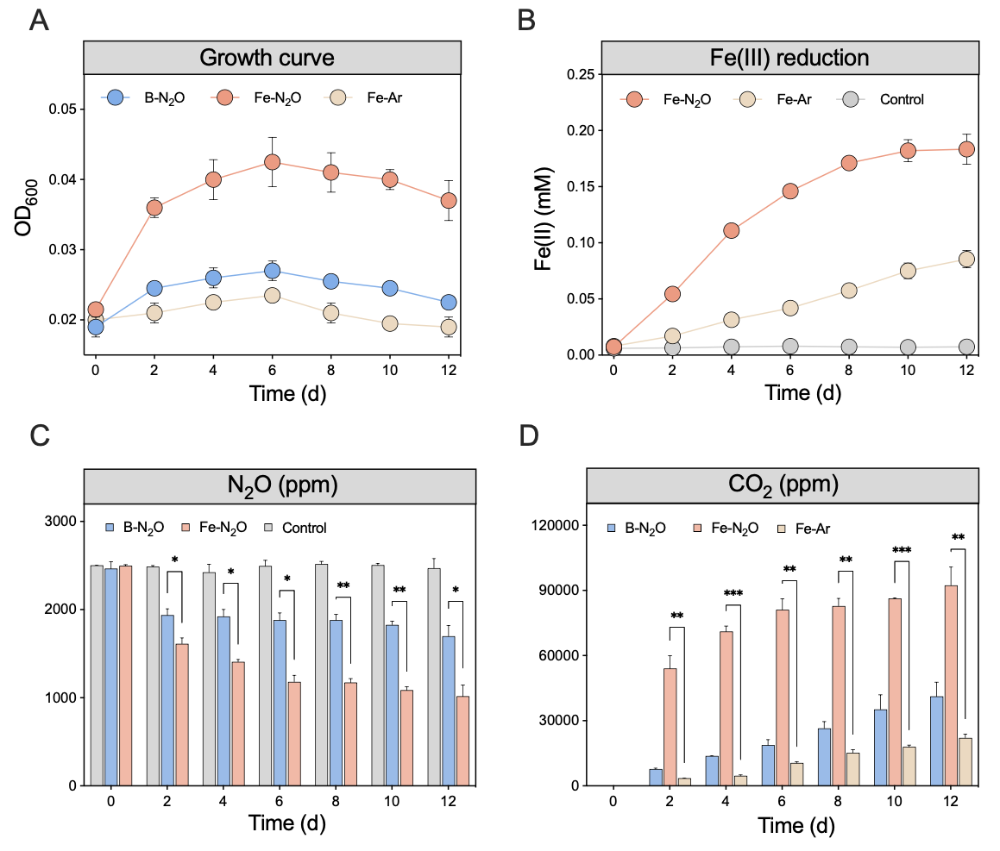 A
Growth curve
B-N₂O Fe-N₂O Fe-Ar
0.05
0.04
0.03
0.02
OD₆₀₀
0 2 4 6 8 10 12
Time (d)
B
Fe(III) reduction
Fe-N₂O Fe-Ar Control
0.25
0.20
0.15
0.10
0.05
0.00
Fe(II) (mM)
0 2 4 6 8 10 12
Time (d)
C
N₂O (ppm)
B-N₂O Fe-N₂O Control
3000
2000
1000
0
* * * ** ** *
0 2 4 6 8 10 12
Time (d)
D
CO₂ (ppm)
B-N₂O Fe-N₂O Fe-Ar
120000
90000
60000
30000
0
** *** ** ** *** **
0 2 4 6 8 10 12
Time (d)